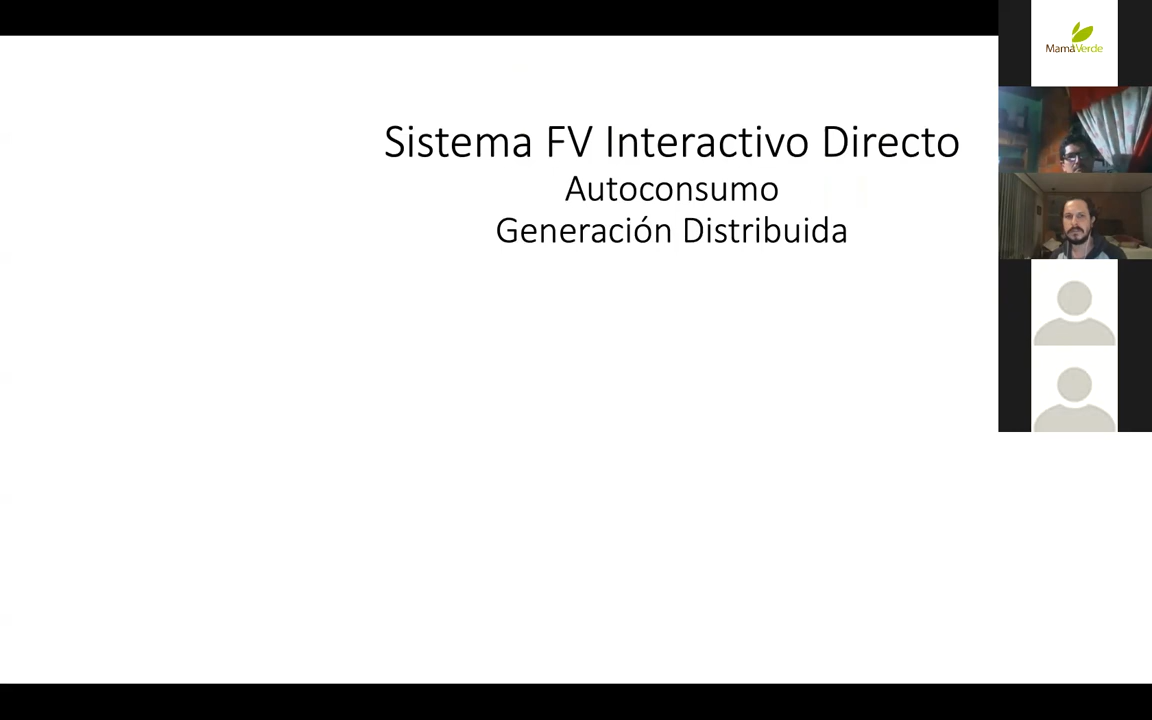 Sistema FV Interactivo Directo
Autoconsumo
Generación Distribuida
MamáVerde